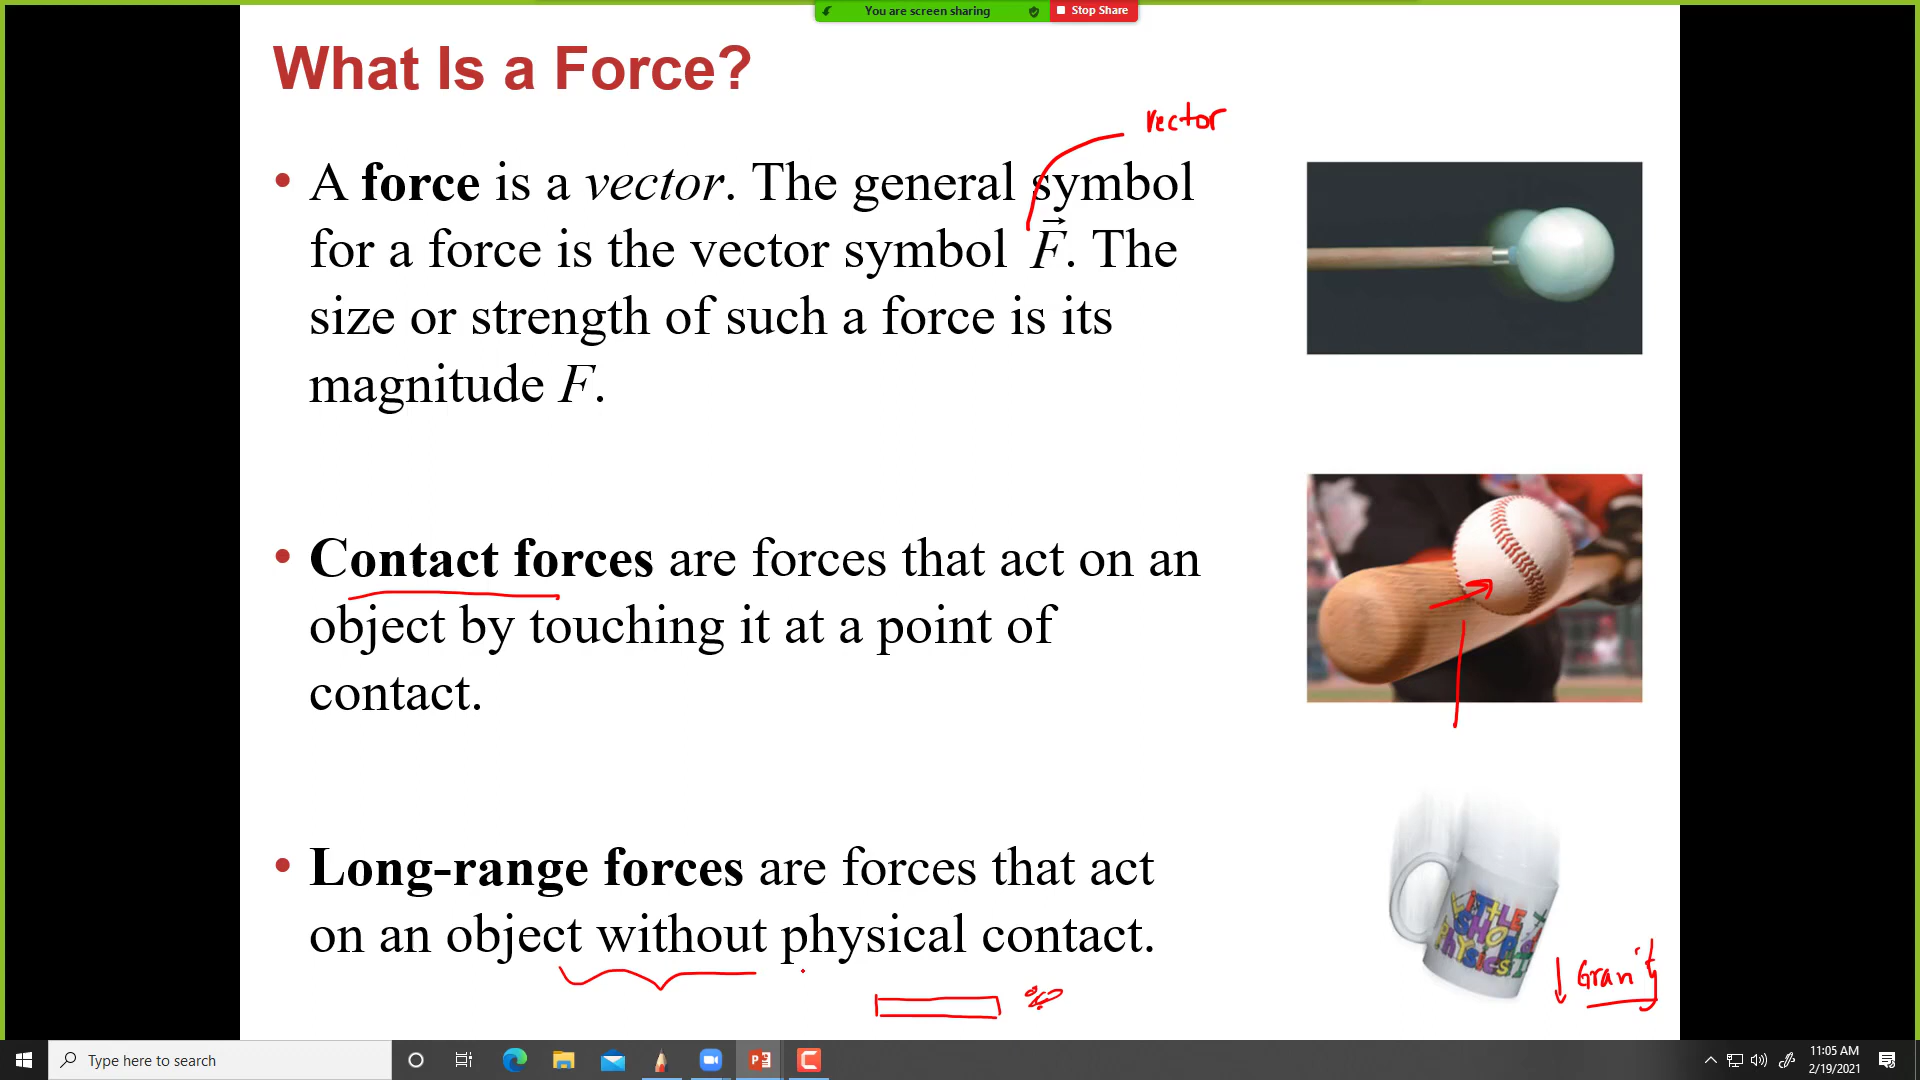 You are screen sharing
Stop Share
What Is a Force?
vector
• A force is a vector. The general symbol
for a force is the vector symbol F⃗. The
size or strength of such a force is its
magnitude F.
• Contact forces are forces that act on an
object by touching it at a point of
contact.
• Long-range forces are forces that act
on an object without physical contact.
LITTLE
SHOP
PHYSICS
Gravity
Type here to search
11:05 AM
2/19/2021